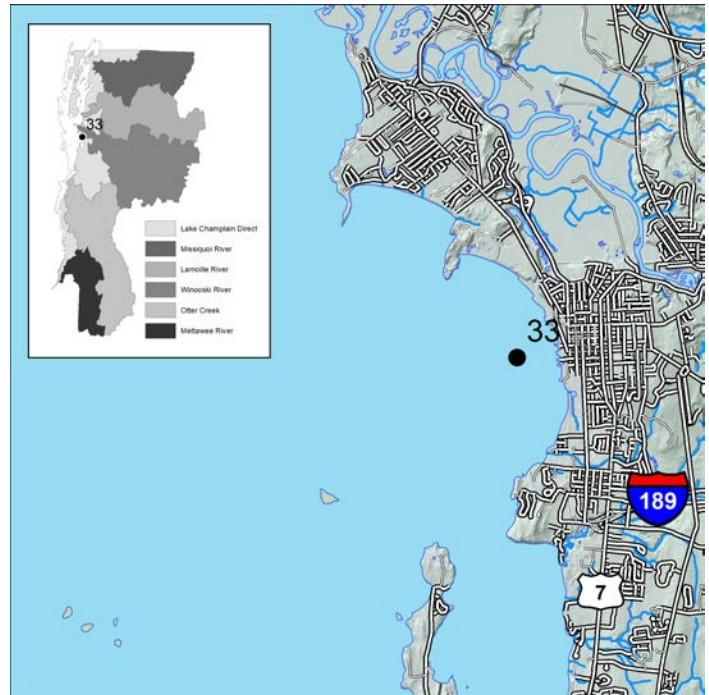 33
Lake Champlain Direct
Missiquoi River
Lamoille River
Winooski River
Otter Creek
Mettawee River
33
189
7